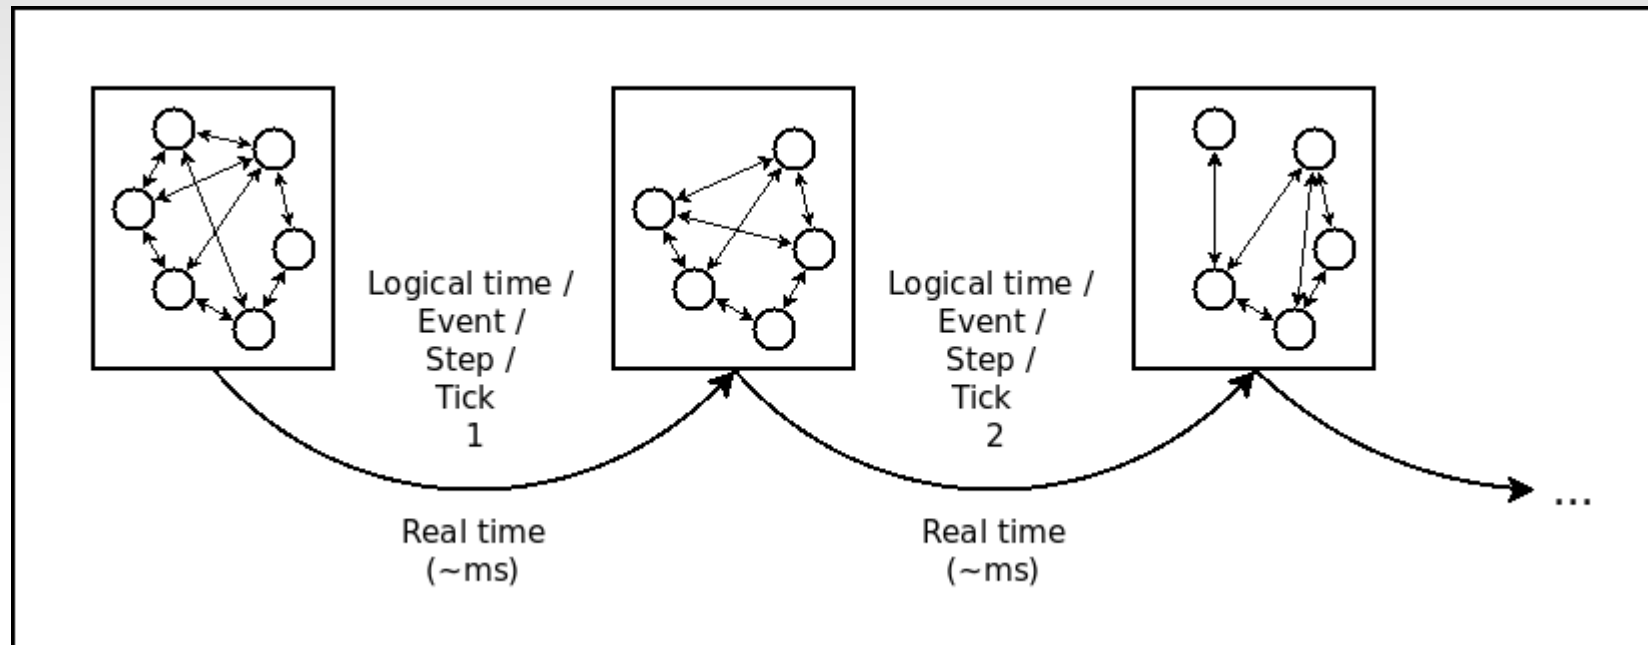 Logical time /
Event /
Step /
Tick
1
Real time
(~ms)
Logical time /
Event /
Step /
Tick
2
Real time
(~ms)
...